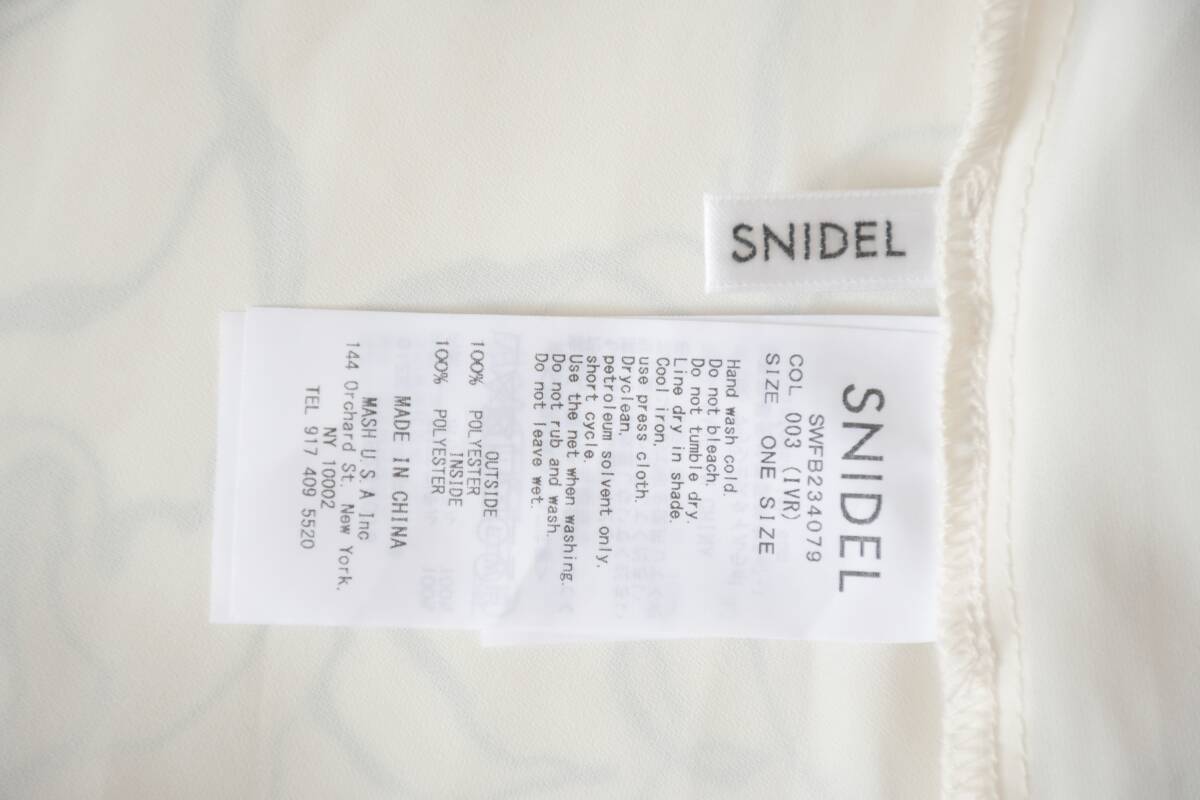 SNIDEL
SNIDEL
SWFB234079
COL 003 (IVR)
SIZE ONE SIZE
Hand wash cold.
Do not bleach.
Do not tumble dry.
Line dry in shade.
Cool iron.
use press cloth.
Dryclean.
petroleum solvent only.
short cycle.
Use the net when washing.
Do not rub and wash.
Do not leave wet.
OUTSIDE
100% POLYESTER
INSIDE
100% POLYESTER
MADE IN CHINA
MASH U.S.A Inc
144 Orchard St. New York.
NY 10002
TEL 917 409 5520